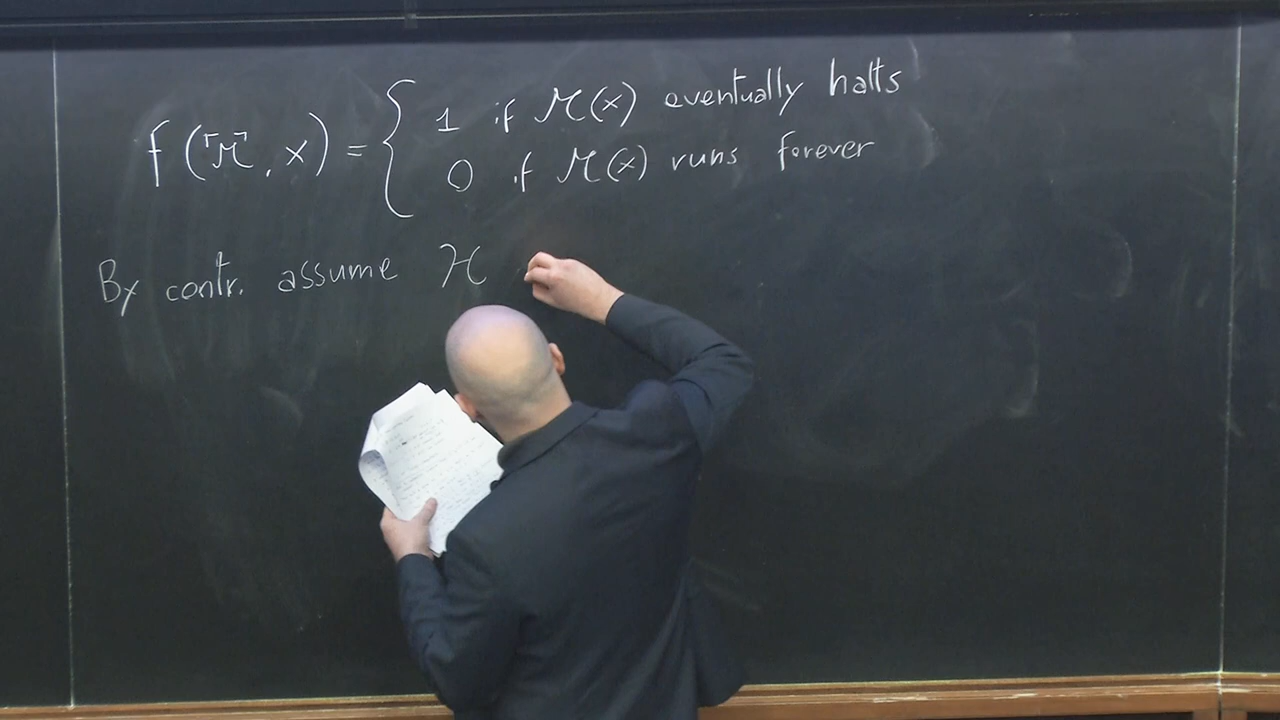 f(⌜ℳ⌝, x) = { 1 if ℳ(x) eventually halts
0 if ℳ(x) runs forever
By contr. assume ℋ